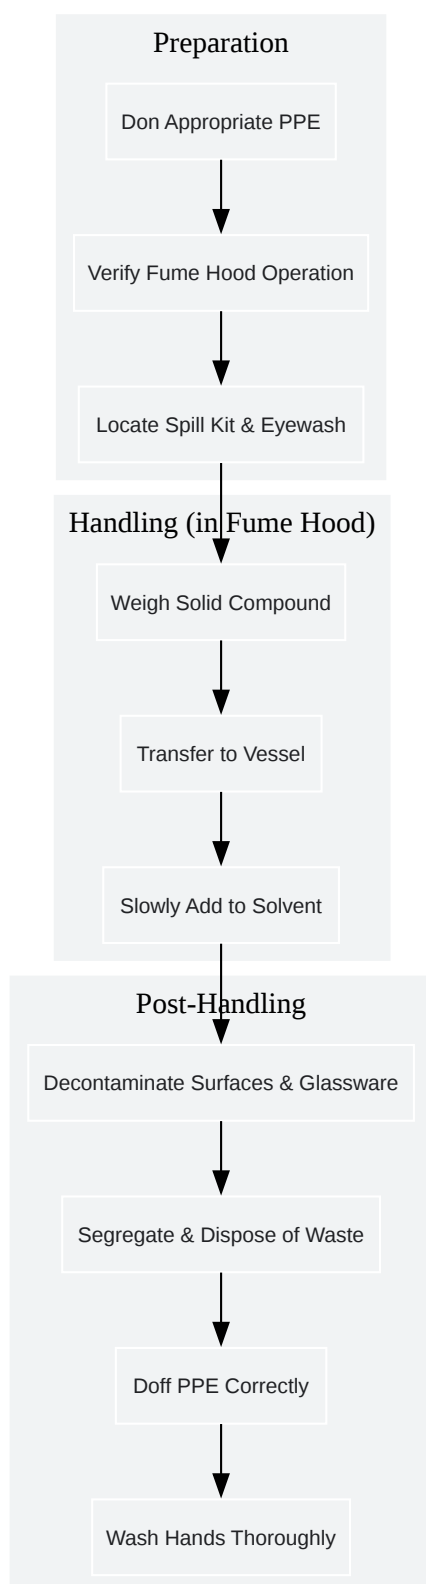 Preparation
Don Appropriate PPE
Verify Fume Hood Operation
Locate Spill Kit & Eyewash
Handling (in Fume Hood)
Weigh Solid Compound
Transfer to Vessel
Slowly Add to Solvent
Post-Handling
Decontaminate Surfaces & Glassware
Segregate & Dispose of Waste
Doff PPE Correctly
Wash Hands Thoroughly